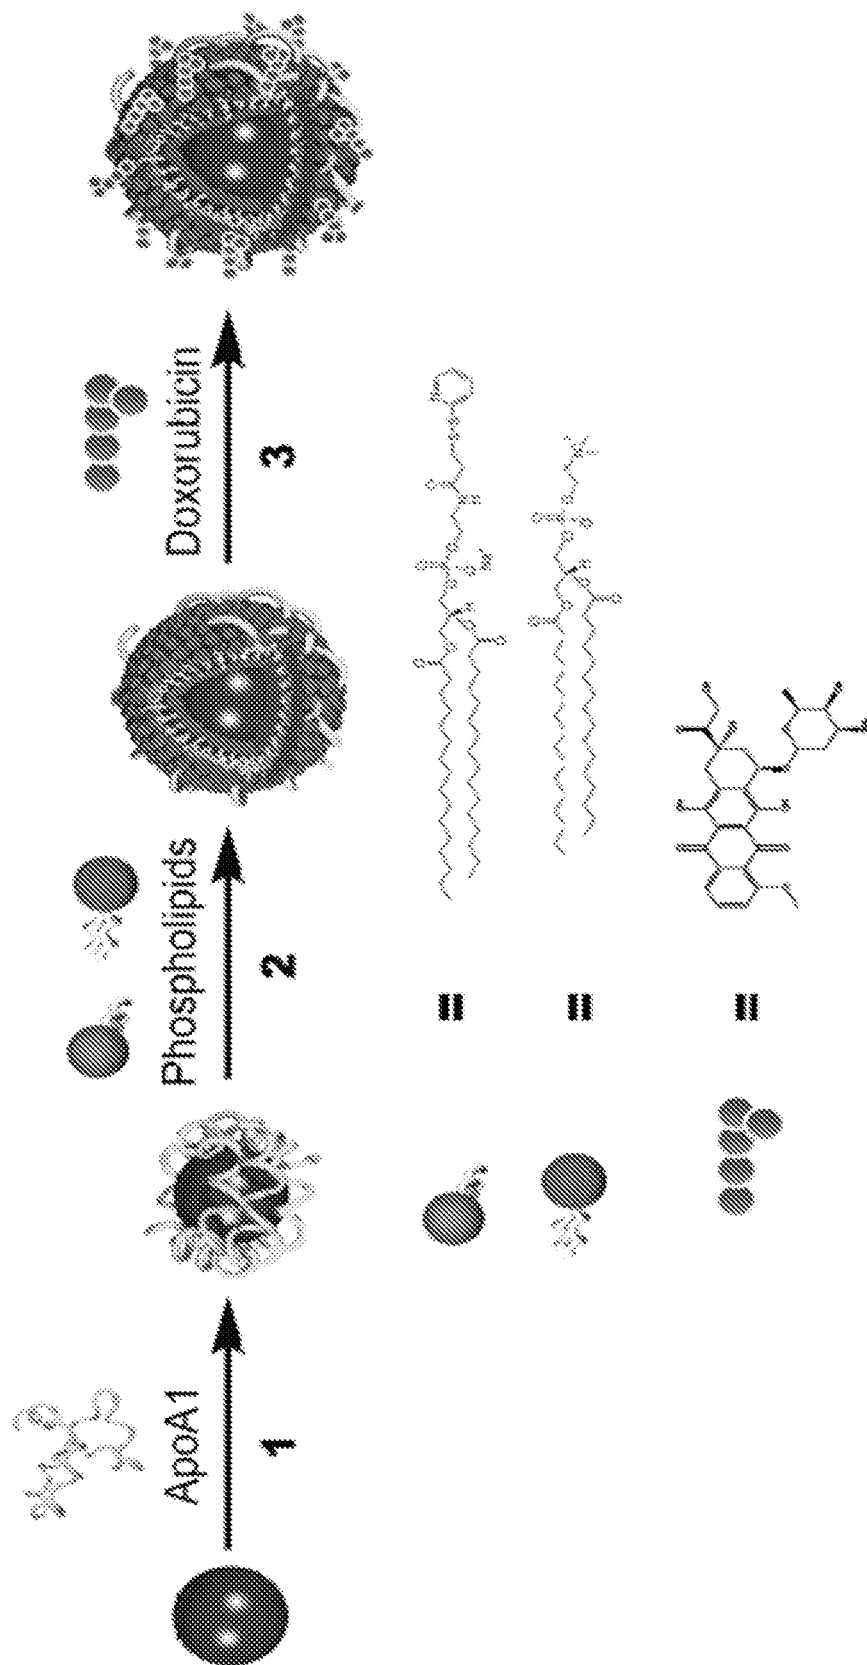 ApoA1
1
Phospholipids
2
Doxorubicin
3
=
=
=